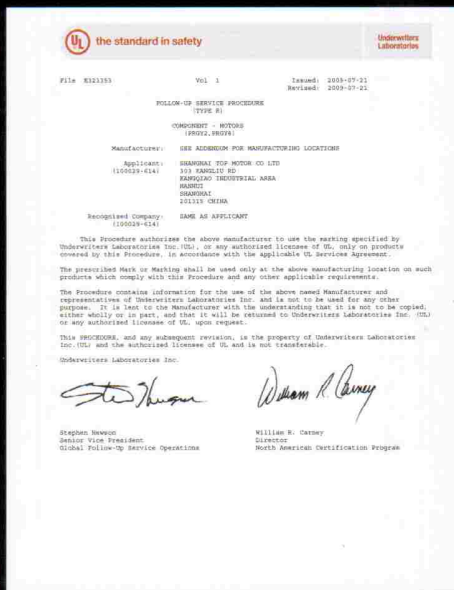 UL the standard in safety
Underwriters
Laboratories
File E321353 Vol 1 Issued: 2009-07-21
Revised: 2009-07-21
FOLLOW-UP SERVICE PROCEDURE
(TYPE R)
COMPONENT - MOTORS
(PRGY2, PRGY8)
Manufacturer: SEE ADDENDUM FOR MANUFACTURING LOCATIONS
Applicant: SHANGHAI TOP MOTOR CO LTD
(100029-614) 303 KANGLIU RD
KANGQIAO INDUSTRIAL AREA
NANHUI
SHANGHAI
201315 CHINA
Recognized Company: SAME AS APPLICANT
(100029-614)
This Procedure authorizes the above manufacturer to use the marking specified by
Underwriters Laboratories Inc.(UL), or any authorized licensee of UL, only on products
covered by this Procedure, in accordance with the applicable UL Services Agreement.
The prescribed Mark or Marking shall be used only at the above manufacturing location on such
products which comply with this Procedure and any other applicable requirements.
The Procedure contains information for the use of the above named Manufacturer and
representatives of Underwriters Laboratories Inc. and is not to be used for any other
purpose. It is lent to the Manufacturer with the understanding that it is not to be copied,
either wholly or in part, and that it will be returned to Underwriters Laboratories Inc. (UL)
or any authorized licensee of UL, upon request.
This PROCEDURE, and any subsequent revision, is the property of Underwriters Laboratories
Inc.(UL) and the authorized licensee of UL and is not transferable.
Underwriters Laboratories Inc.
William R. Carney
Stephen Hewson William R. Carney
Senior Vice President Director
Global Follow-Up Service Operations North American Certification Program